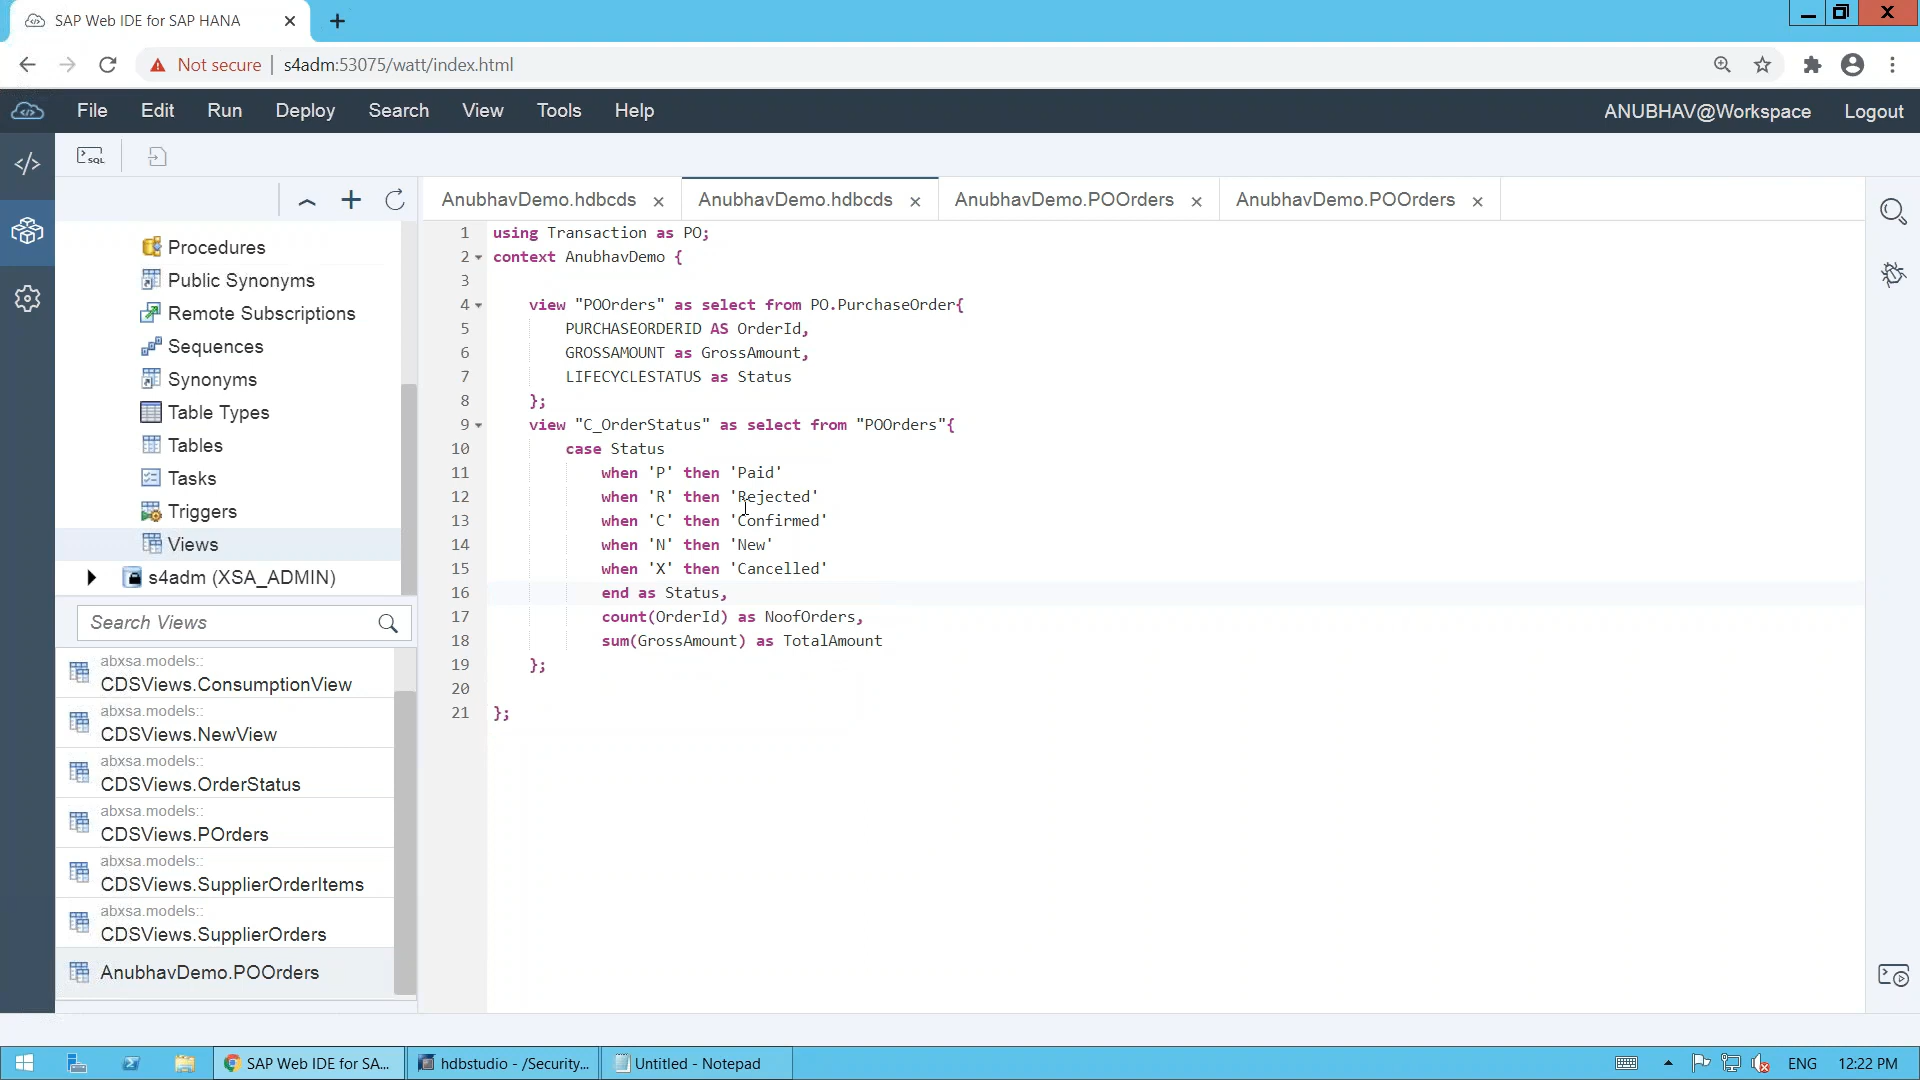 SAP Web IDE for SAP HANA
Not secure
s4adm:53075/watt/index.html
File Edit Run Deploy Search View Tools Help
ANUBHAV@Workspace Logout
SQL
AnubhavDemo.hdbcds
AnubhavDemo.hdbcds
AnubhavDemo.POOrders
AnubhavDemo.POOrders
Procedures
Public Synonyms
Remote Subscriptions
Sequences
Synonyms
Table Types
Tables
Tasks
Triggers
Views
s4adm (XSA_ADMIN)
Search Views
abxsa.models::
CDSViews.ConsumptionView
abxsa.models::
CDSViews.NewView
abxsa.models::
CDSViews.OrderStatus
abxsa.models::
CDSViews.POrders
abxsa.models::
CDSViews.SupplierOrderItems
abxsa.models::
CDSViews.SupplierOrders
AnubhavDemo.POOrders
1 using Transaction as PO;
2 context AnubhavDemo {
3
4 view "POOrders" as select from PO.PurchaseOrder{
5 PURCHASEORDERID AS OrderId,
6 GROSSAMOUNT as GrossAmount,
7 LIFECYCLESTATUS as Status
8 };
9 view "C_OrderStatus" as select from "POOrders"{
10 case Status
11 when 'P' then 'Paid'
12 when 'R' then 'Rejected'
13 when 'C' then 'Confirmed'
14 when 'N' then 'New'
15 when 'X' then 'Cancelled'
16 end as Status,
17 count(OrderId) as NoofOrders,
18 sum(GrossAmount) as TotalAmount
19 };
20
21 };
SAP Web IDE for SA...
hdbstudio - /Security...
Untitled - Notepad
ENG
12:22 PM